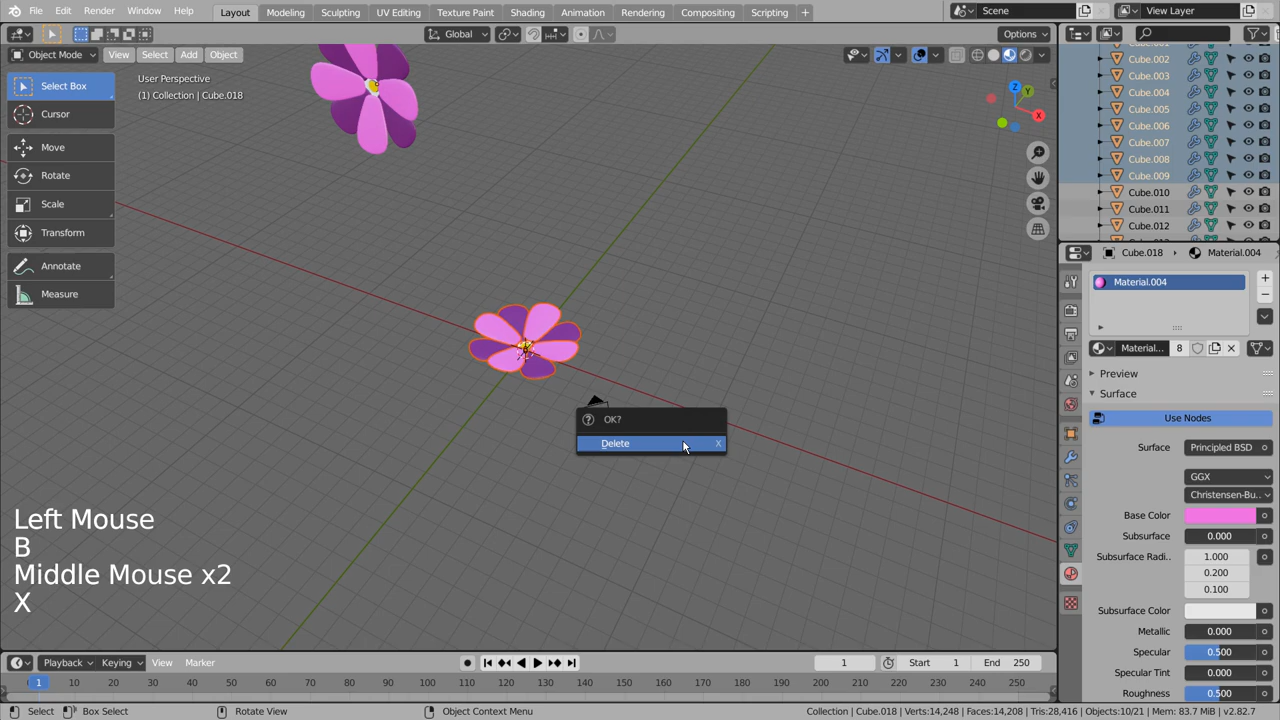 File Edit Render Window Help Layout Modeling Sculpting UV Editing Texture Paint Shading Animation Rendering Compositing Scripting + Scene View Layer
Global Options
Object Mode View Select Add Object
User Perspective
(1) Collection | Cube.018
Select Box
Cursor
Move
Rotate
Scale
Transform
Annotate
Measure
Z
Y
X
Cube.002
Cube.003
Cube.004
Cube.005
Cube.006
Cube.007
Cube.008
Cube.009
Cube.010
Cube.011
Cube.012
Cube.018 Material.004
Material.004
Material... 8
Preview
Surface
Use Nodes
Surface Principled BSD
GGX
Christensen-Bu..
Base Color
Subsurface 0.000
Subsurface Radi.. 1.000
0.200
0.100
Subsurface Color
Metallic 0.000
Specular 0.500
Specular Tint 0.000
Roughness 0.500
OK?
Delete X
Left Mouse
B
Middle Mouse x2
X
Playback Keying View Marker 1 Start 1 End 250
1 10 20 30 40 50 60 70 80 90 100 110 120 130 140 150 160 170 180 190 200 210 220 230 240 250
Select Box Select Rotate View Object Context Menu Collection | Cube.018 | Verts:14,248 | Faces:14,208 | Tris:28,416 | Objects:10/21 | Mem: 83.7 MiB | v2.82.7